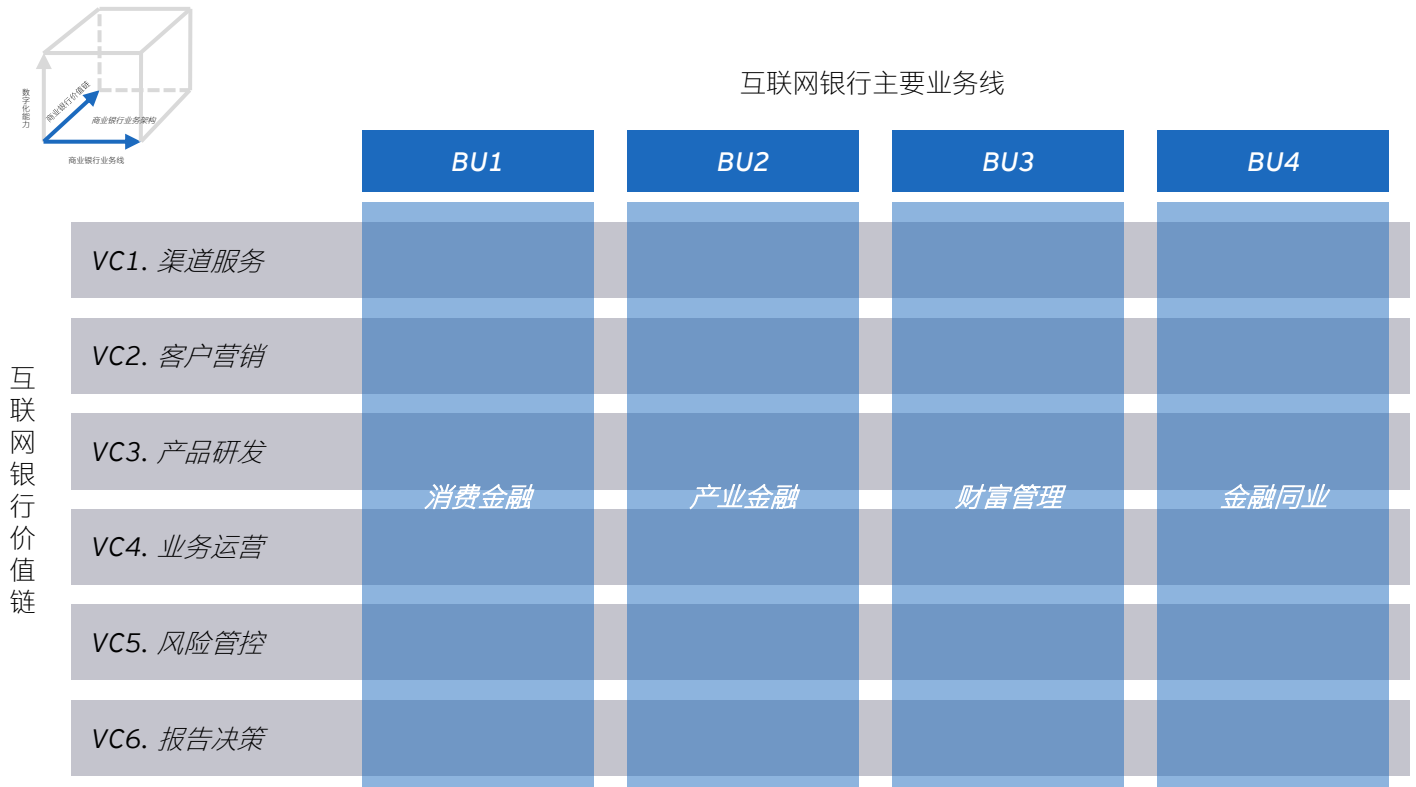 数字化能力
商业银行价值链
商业银行业务架构
商业银行业务线
互联网银行主要业务线
BU1
BU2
BU3
BU4
互联网银行价值链
VC1. 渠道服务
VC2. 客户营销
VC3. 产品研发
消费金融
产业金融
财富管理
金融同业
VC4. 业务运营
VC5. 风险管控
VC6. 报告决策